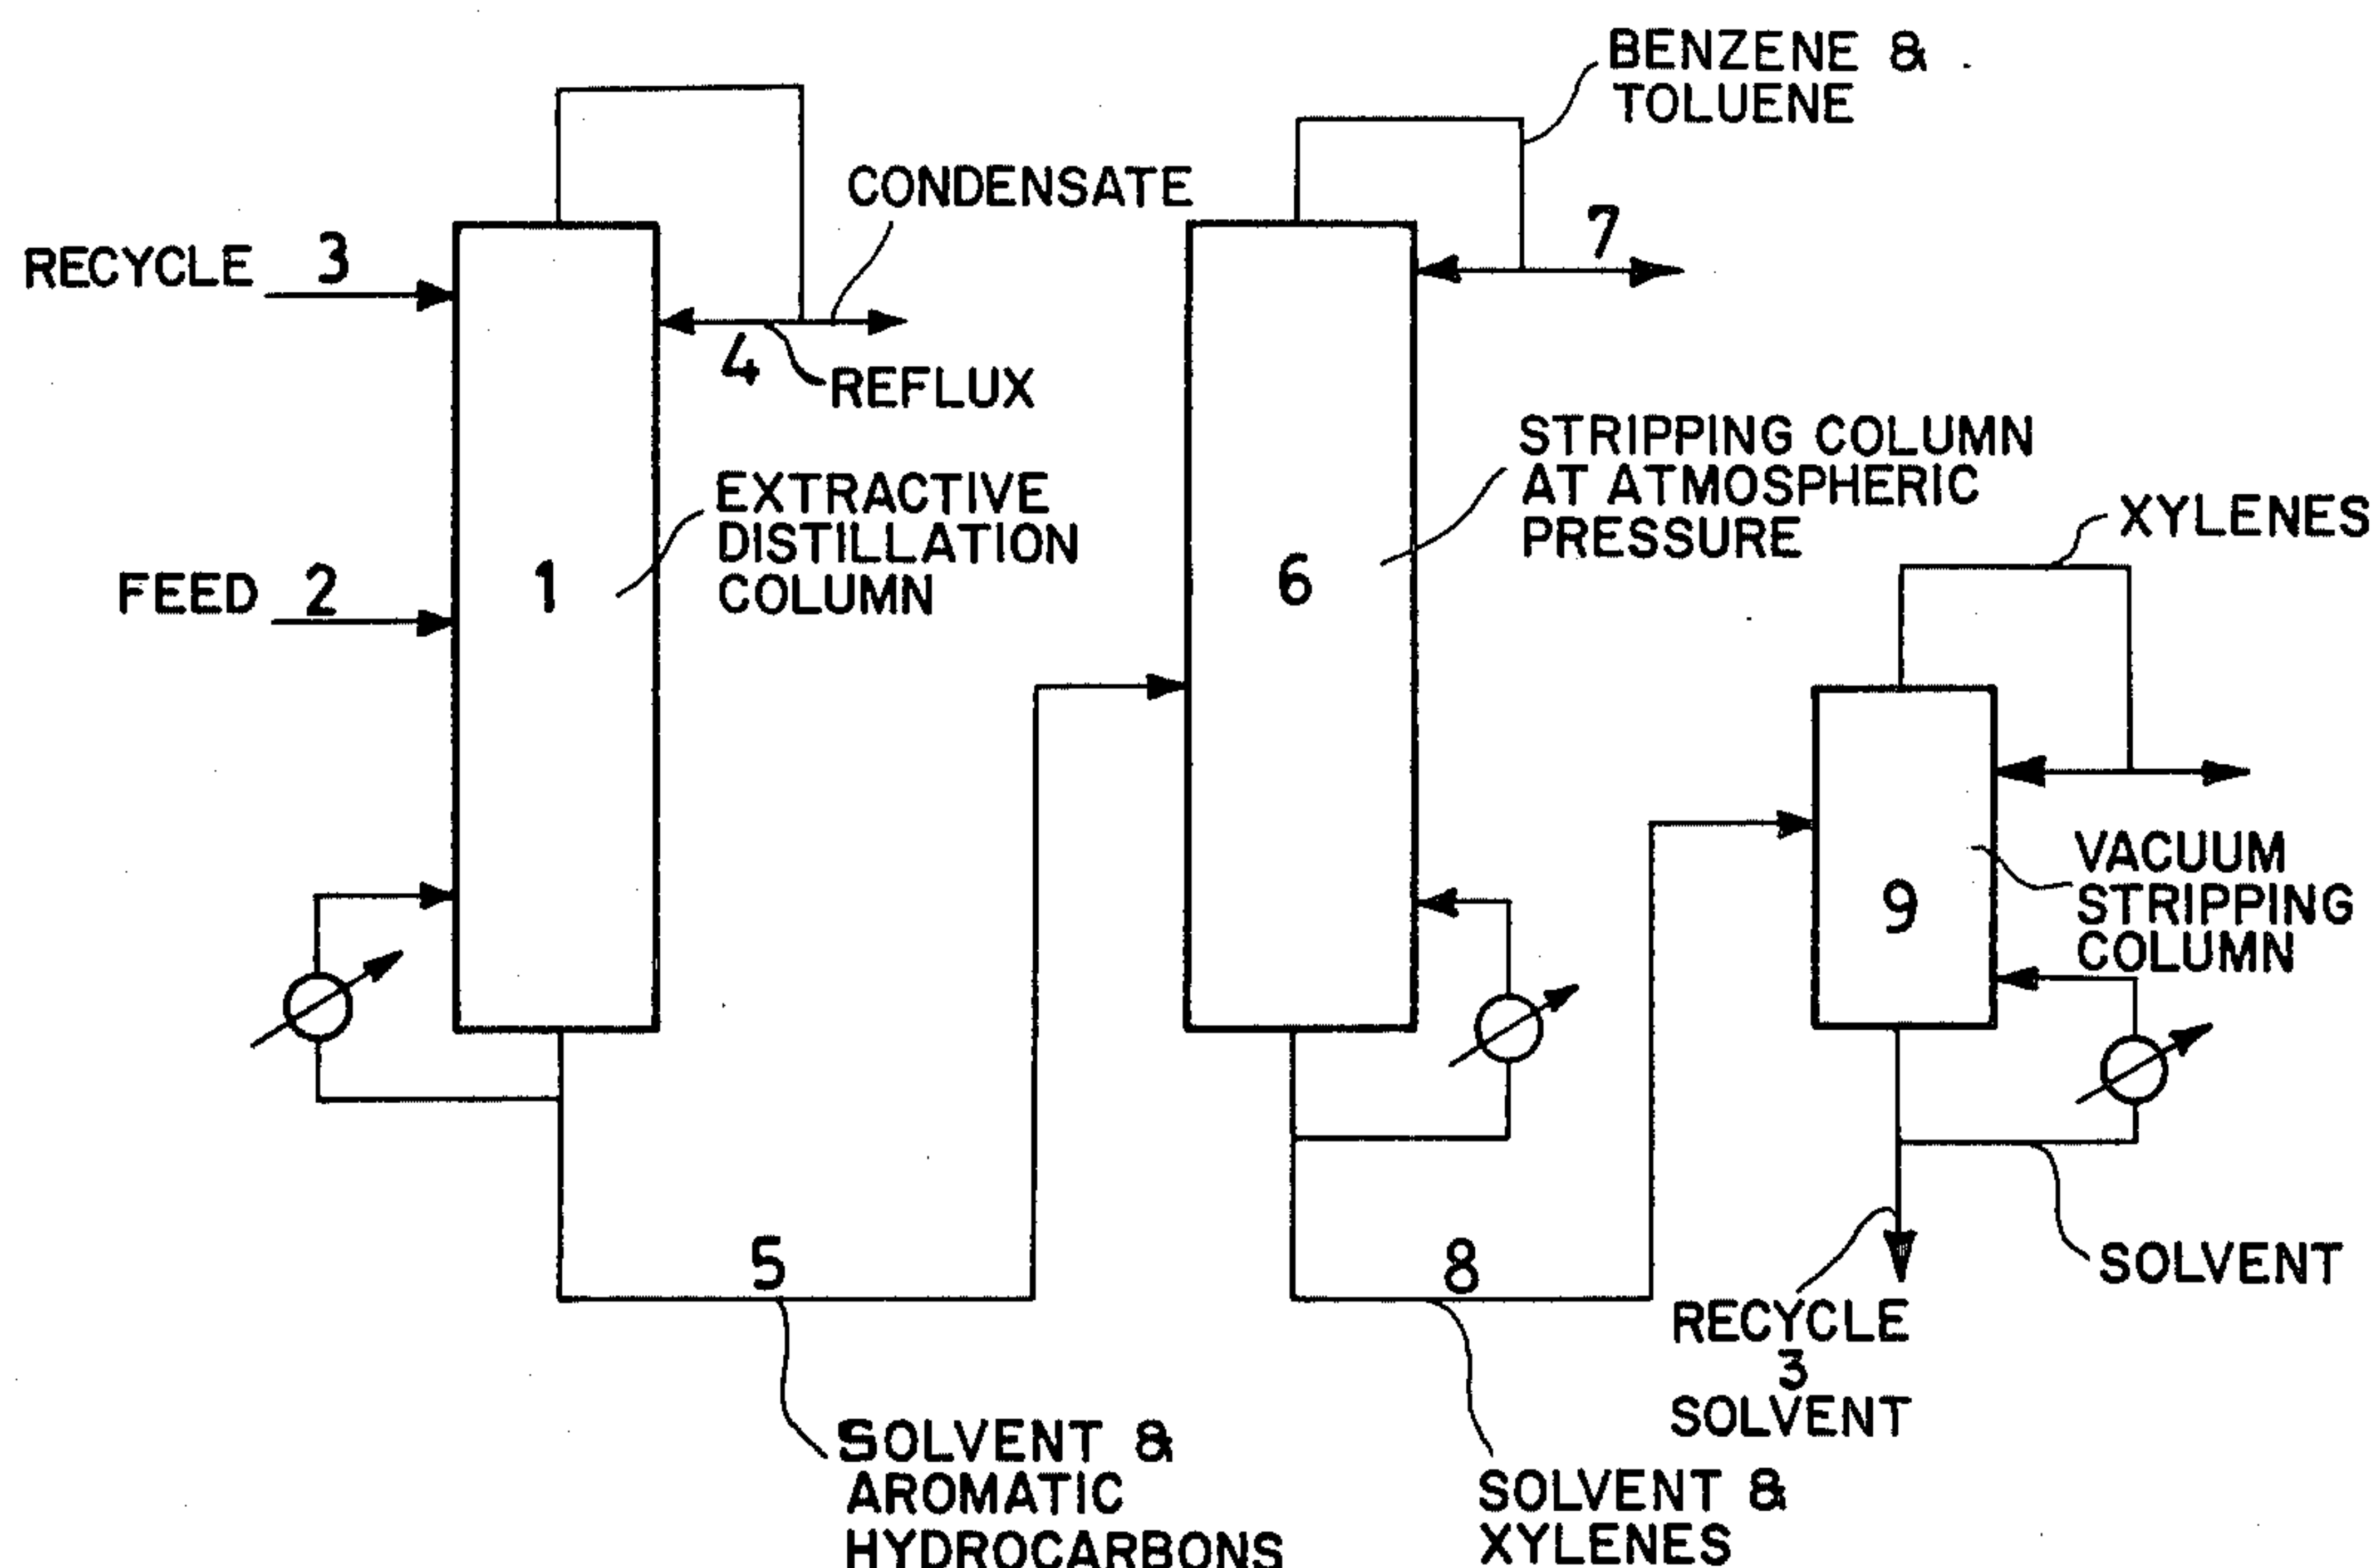 BENZENE &
TOLUENE
CONDENSATE
7
RECYCLE 3
4
REFLUX
STRIPPING COLUMN
AT ATMOSPHERIC
PRESSURE
EXTRACTIVE
DISTILLATION
COLUMN
XYLENES
FEED 2
1
6
VACUUM
STRIPPING
COLUMN
9
5
8
SOLVENT
RECYCLE
3
SOLVENT
SOLVENT &
AROMATIC
HYDROCARBONS
SOLVENT &
XYLENES